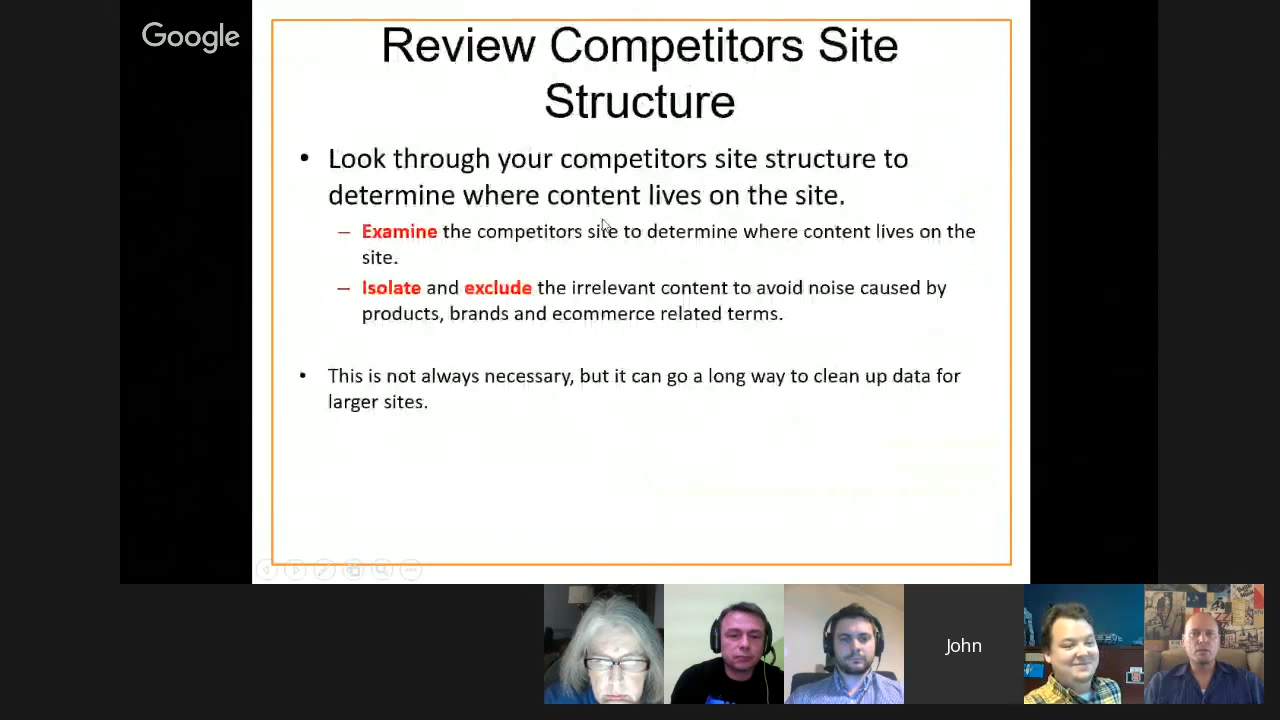 Google
Review Competitors Site
Structure
• Look through your competitors site structure to
determine where content lives on the site.
– Examine the competitors site to determine where content lives on the
site.
– Isolate and exclude the irrelevant content to avoid noise caused by
products, brands and ecommerce related terms.
• This is not always necessary, but it can go a long way to clean up data for
larger sites.
John